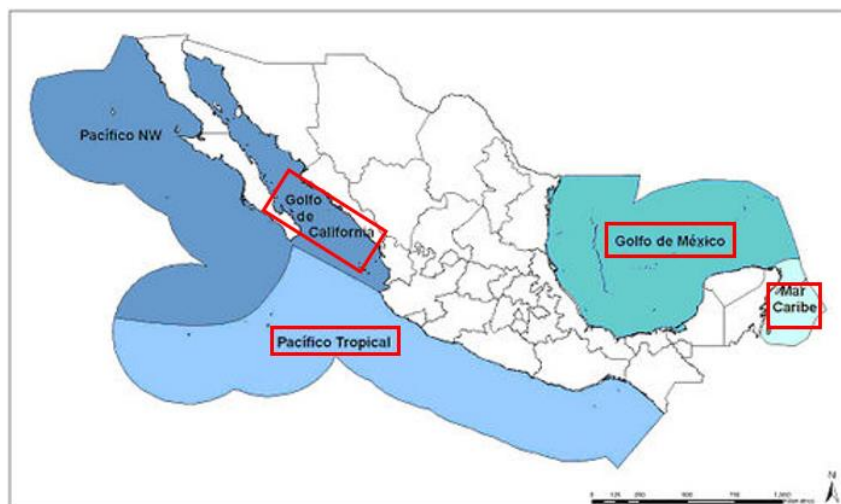 Pacífico NW
Golfo
de
California
Golfo de México
Mar
Caribe
Pacífico Tropical
N